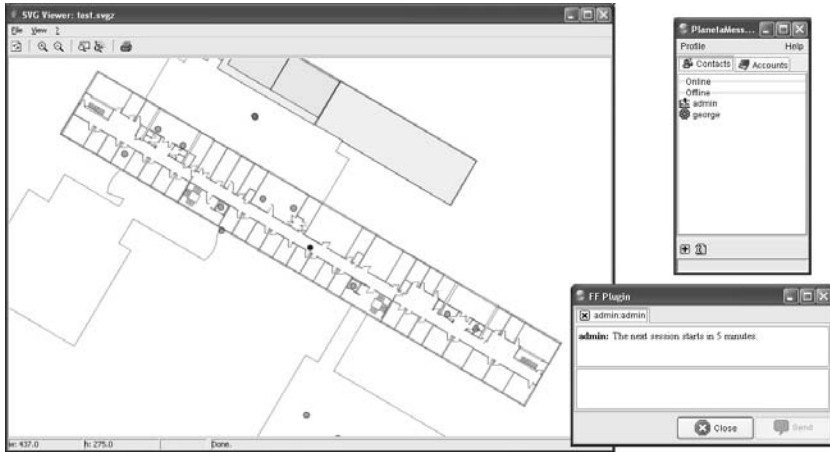 SVG Viewer: test.svgz
File View ?
w: 437.0 h: 275.0 Done.
PlanetaMess...
Profile Help
Contacts Accounts
Online
Offline
admin
george
FF Plugin
admin:admin
admin: The next session starts in 5 minutes.
Close Send